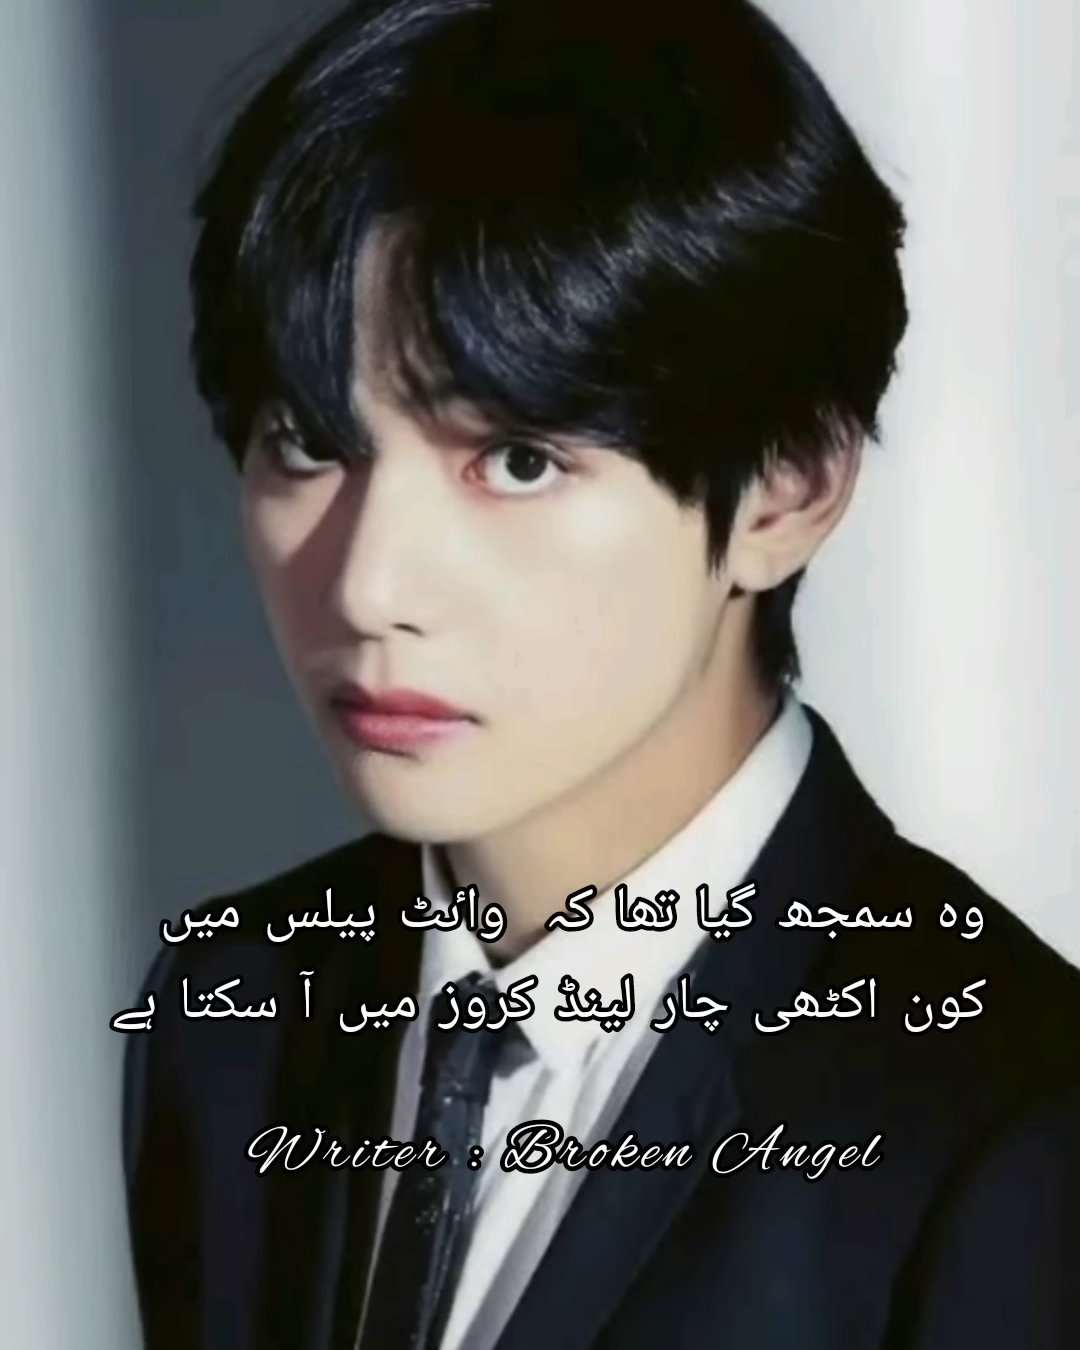 وہ سمجھ گیا تھا کہ وائٹ پیلس میں
کون اکٹھی چار لینڈ کروز میں آ سکتا ہے
Writer : Broken Angel